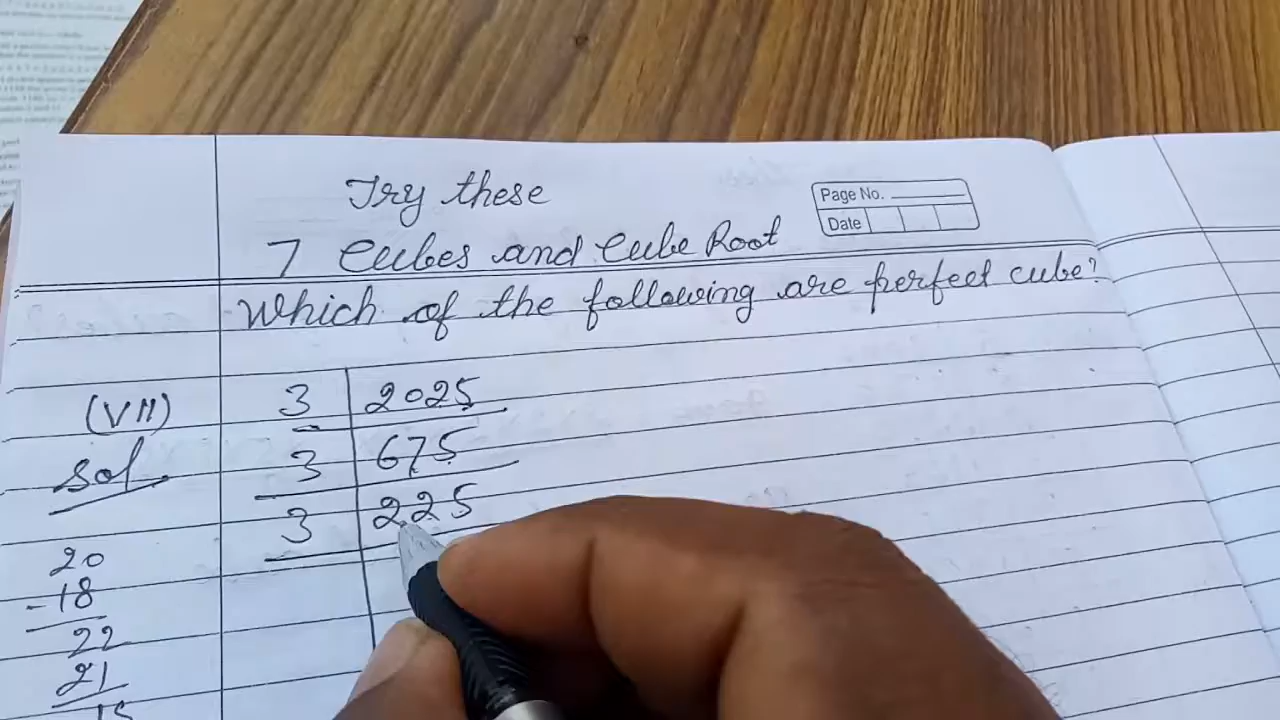 Try these
Page No.
Date
7 Cubes and Cube Root
Which of the following are perfect cube?
(VII) 3 2025
Sol 3 675
3 225
20
-18
22
21
15